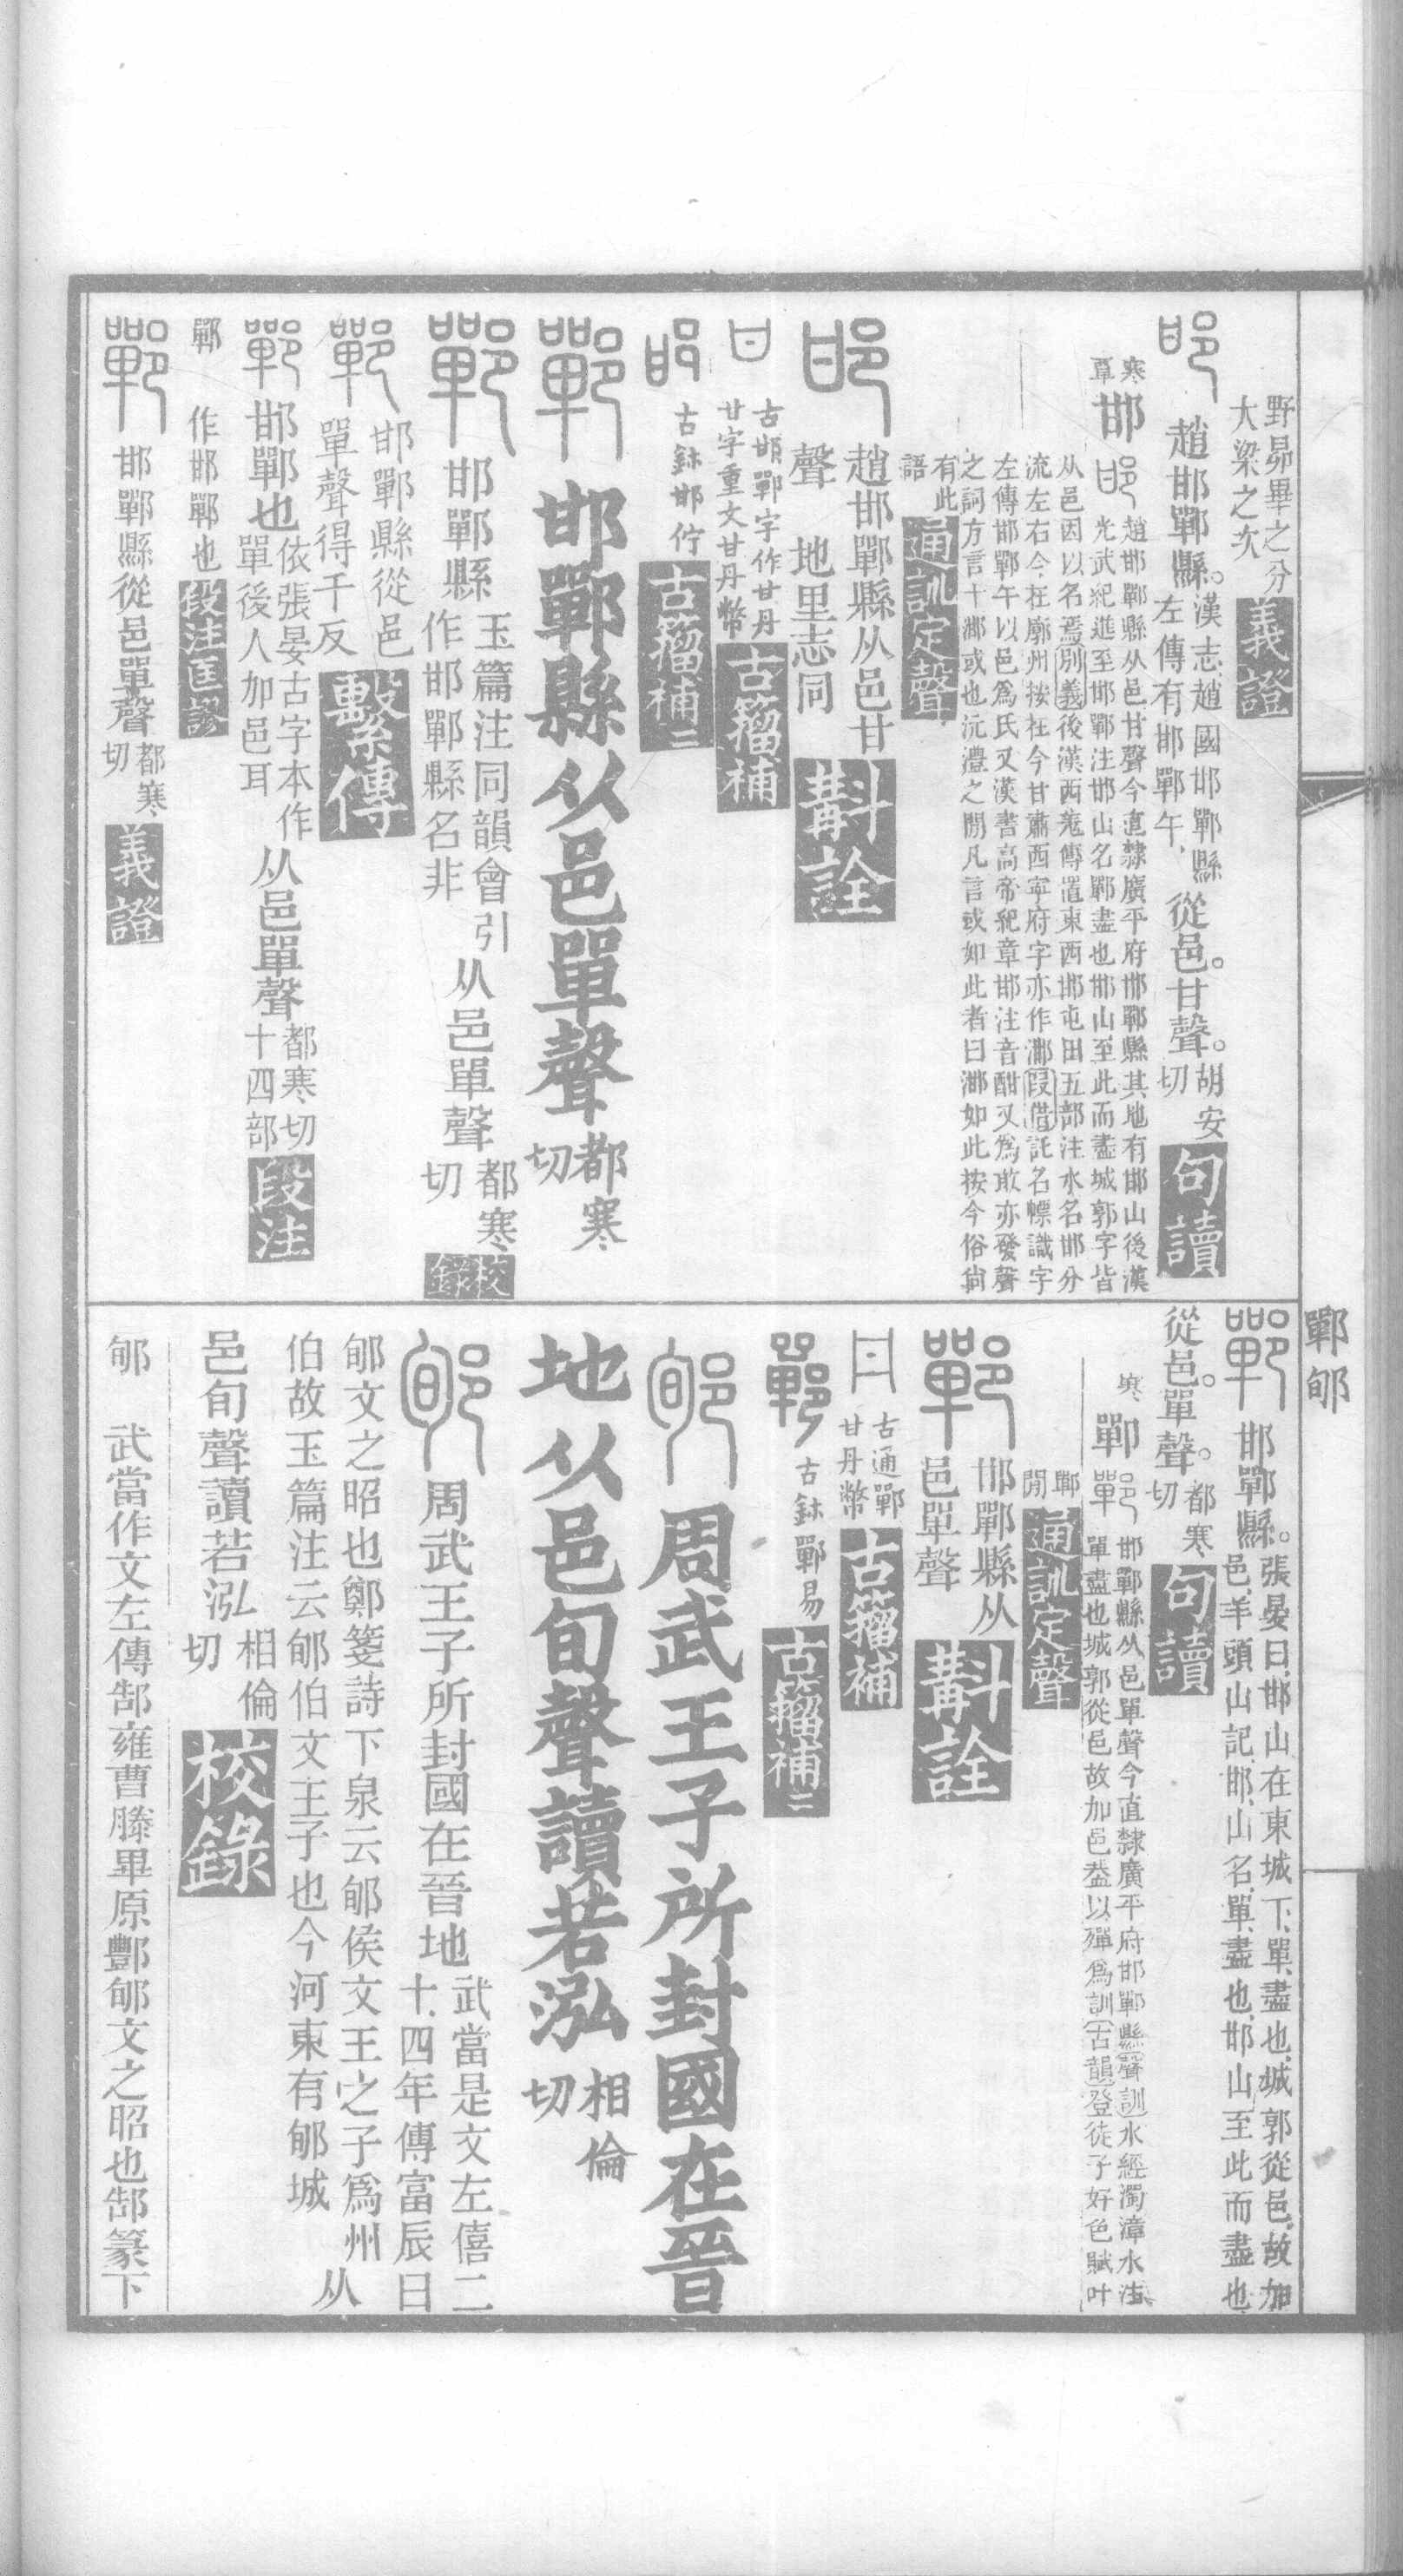 鄲郇
野昴畢之分
大梁之次
義證
趙邯鄲縣。
漢志趙國邯鄲縣
左傳有邯鄲午
從邑。甘聲。
胡安
切
句讀
寒
覃
邯
趙邯鄲縣从邑甘聲今直隸廣平府邯鄲縣其地有邯山後漢
光武紀進至邯鄲注邯山名鄲盡也邯山至此而盡城郭字皆
从邑因以名焉別義後漢西羌傳置東西邯屯田五部注水名邯分
流左右今在廓州按在今甘肅西寧府字亦作㴏叚借託名幖識字
左傳邯鄲午以邑爲氏又漢書高帝紀章邯注音酣又爲敢亦發聲
之詞方言十㴏或也沅澧之閒凡言或如此者曰㴏如此按今俗尙
有此
語
通訓定聲
趙邯鄲縣从邑甘
聲 地里志同
斠詮
古邯鄲字作甘丹
甘字重文甘丹幣
古籀補
古鉥邯佇
古籀補二
邯鄲縣从邑單聲
都寒
切
邯鄲縣
玉篇注同韻會引
作邯鄲縣名非
从邑單聲
都寒
切
校錄
邯鄲縣從邑
單聲得千反
繫傳
邯鄲也
依張晏古字本作
單後人加邑耳
从邑單聲
都寒切
十四部
段注
鄲 作邯鄲也
段注匡謬
邯鄲縣從邑單聲
都寒
切
義證
邯鄲縣。
張晏曰邯山在東城下單盡也城郭從邑故加
邑羊頭山記邯山名單盡也邯山至此而盡也
從邑。單聲。
都寒
切
句讀
寒
鄲
邯鄲縣从邑單聲今直隸廣平府邯鄲縣聲訓水經濁漳水注
單盡也城郭從邑故加邑葢以殫爲訓古韻登徒子好色賦叶
鄲
閒
通訓定聲
邯鄲縣从
邑單聲
斠詮
古通鄲
甘丹幣
古籀補
古鉥鄲易
古籀補二
周武王子所封國在晉
地从邑旬聲讀若泓
相倫
切
周武王子所封國在晉地
武當是文左僖二
十四年傳富辰曰
郇文之昭也鄭箋詩下泉云郇侯文王之子爲州
伯故玉篇注云郇伯文王子也今河東有郇城
从
邑旬聲讀若泓
相倫
切
校錄
郇 武當作文左傳郜雍曹滕畢原酆郇文之昭也郜篆下